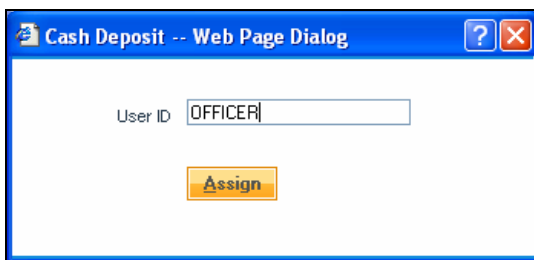 Cash Deposit -- Web Page Dialog
User ID OFFICER
Assign